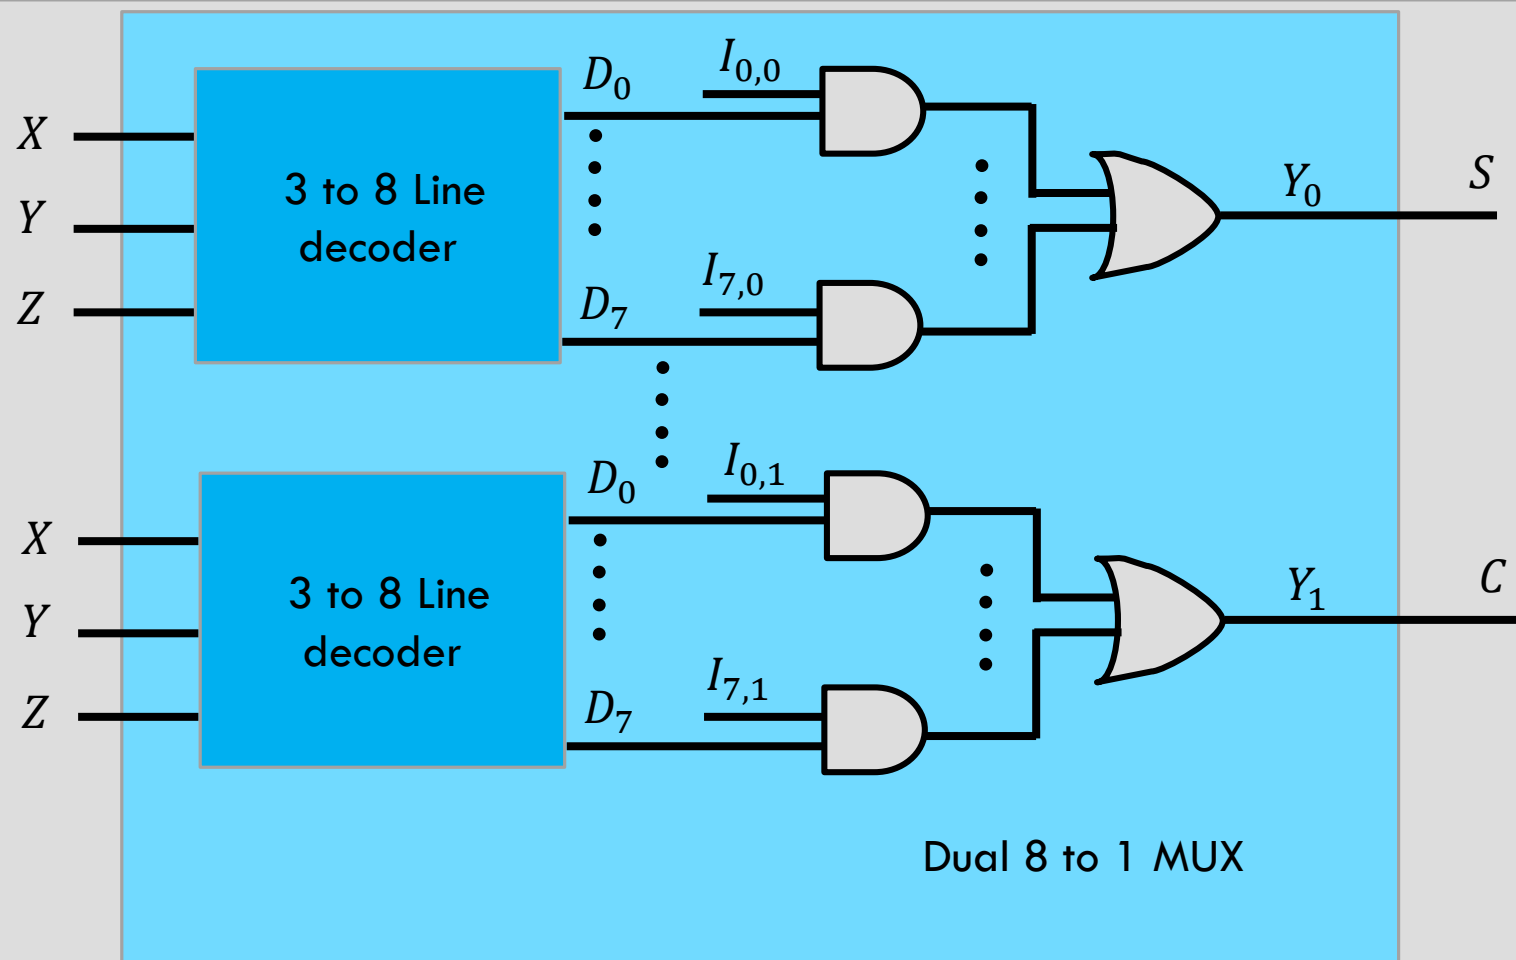 D₀
I₀,₀
X
3 to 8 Line
decoder
Y
Z
D₇
I₇,₀
Y₀
S
D₀
I₀,₁
X
3 to 8 Line
decoder
Y
Z
D₇
I₇,₁
Y₁
C
Dual 8 to 1 MUX